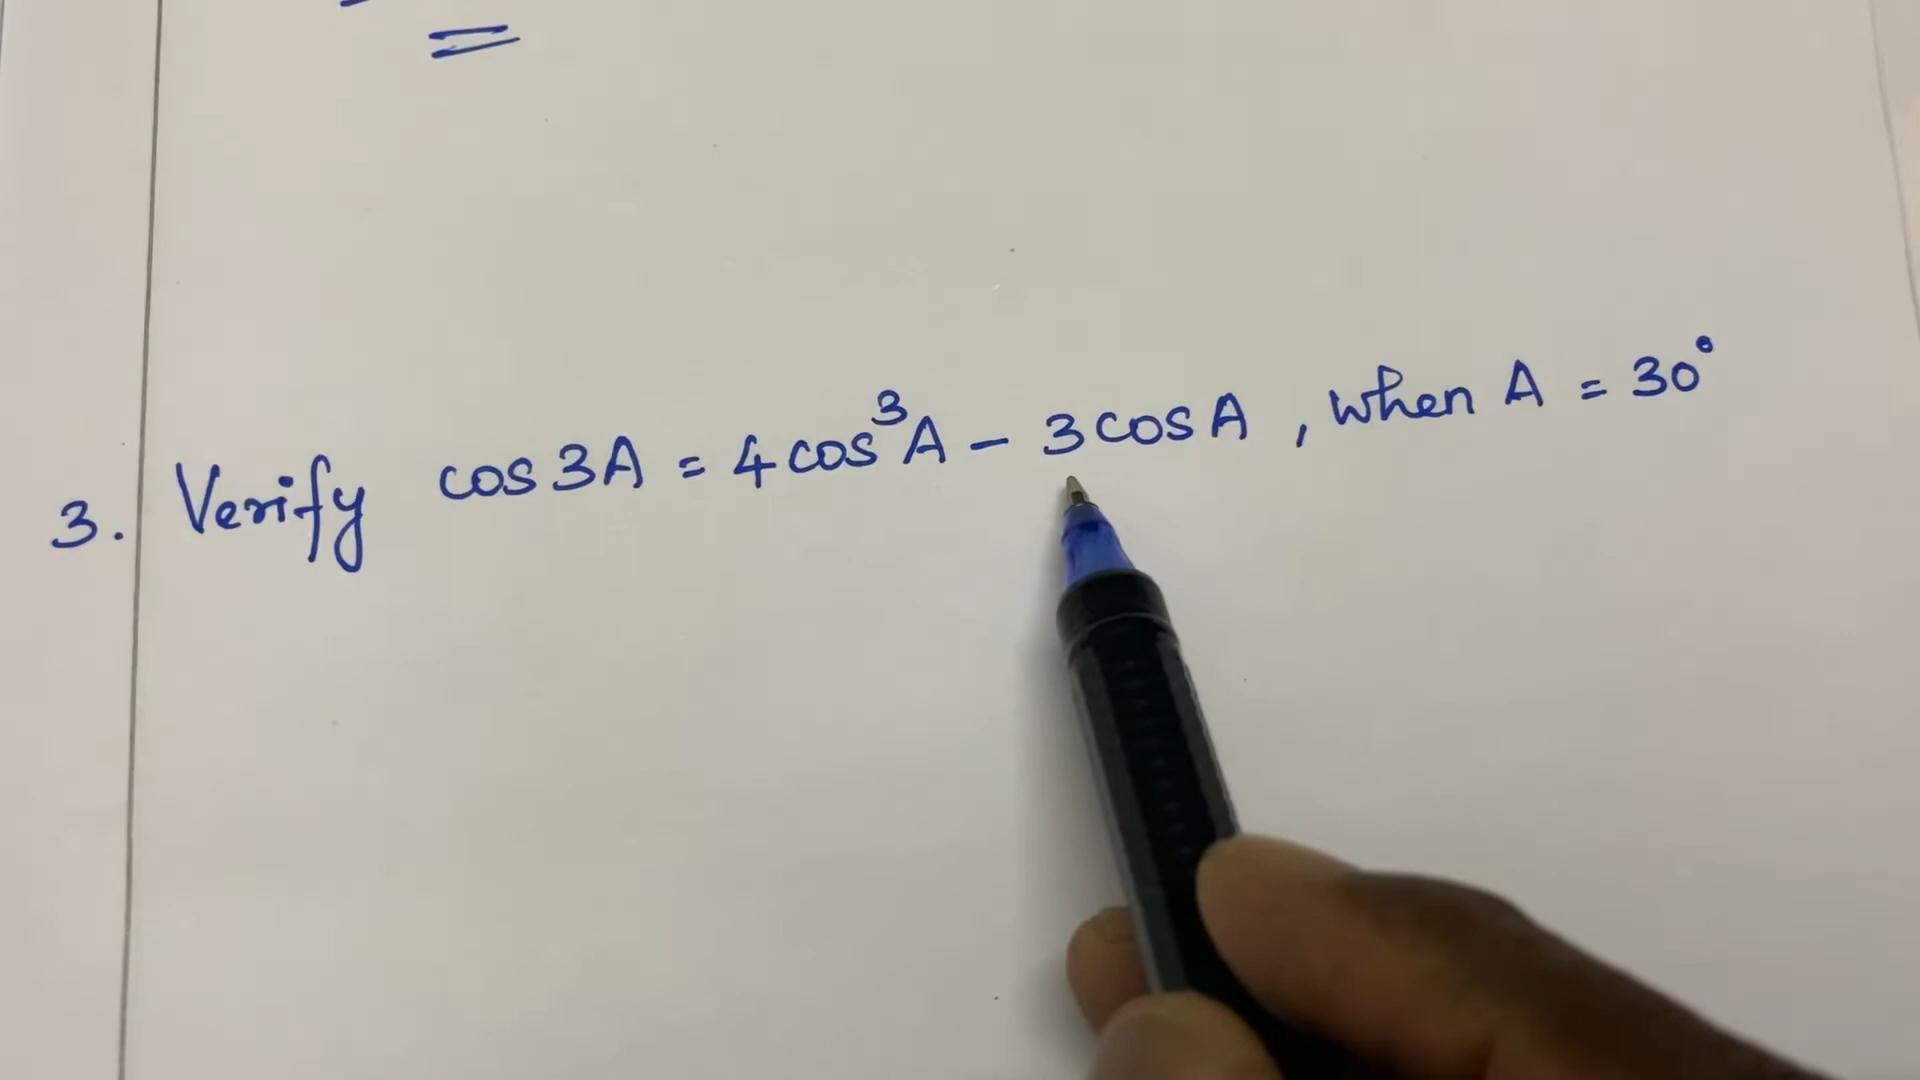 3. Verify cos 3A = 4 cos³A - 3 cos A , when A = 30°